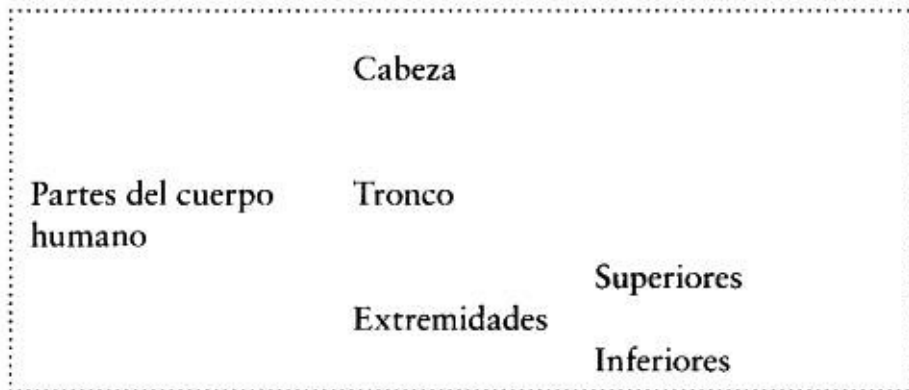 Cabeza
Partes del cuerpo
humano
Tronco
Extremidades
Superiores
Inferiores